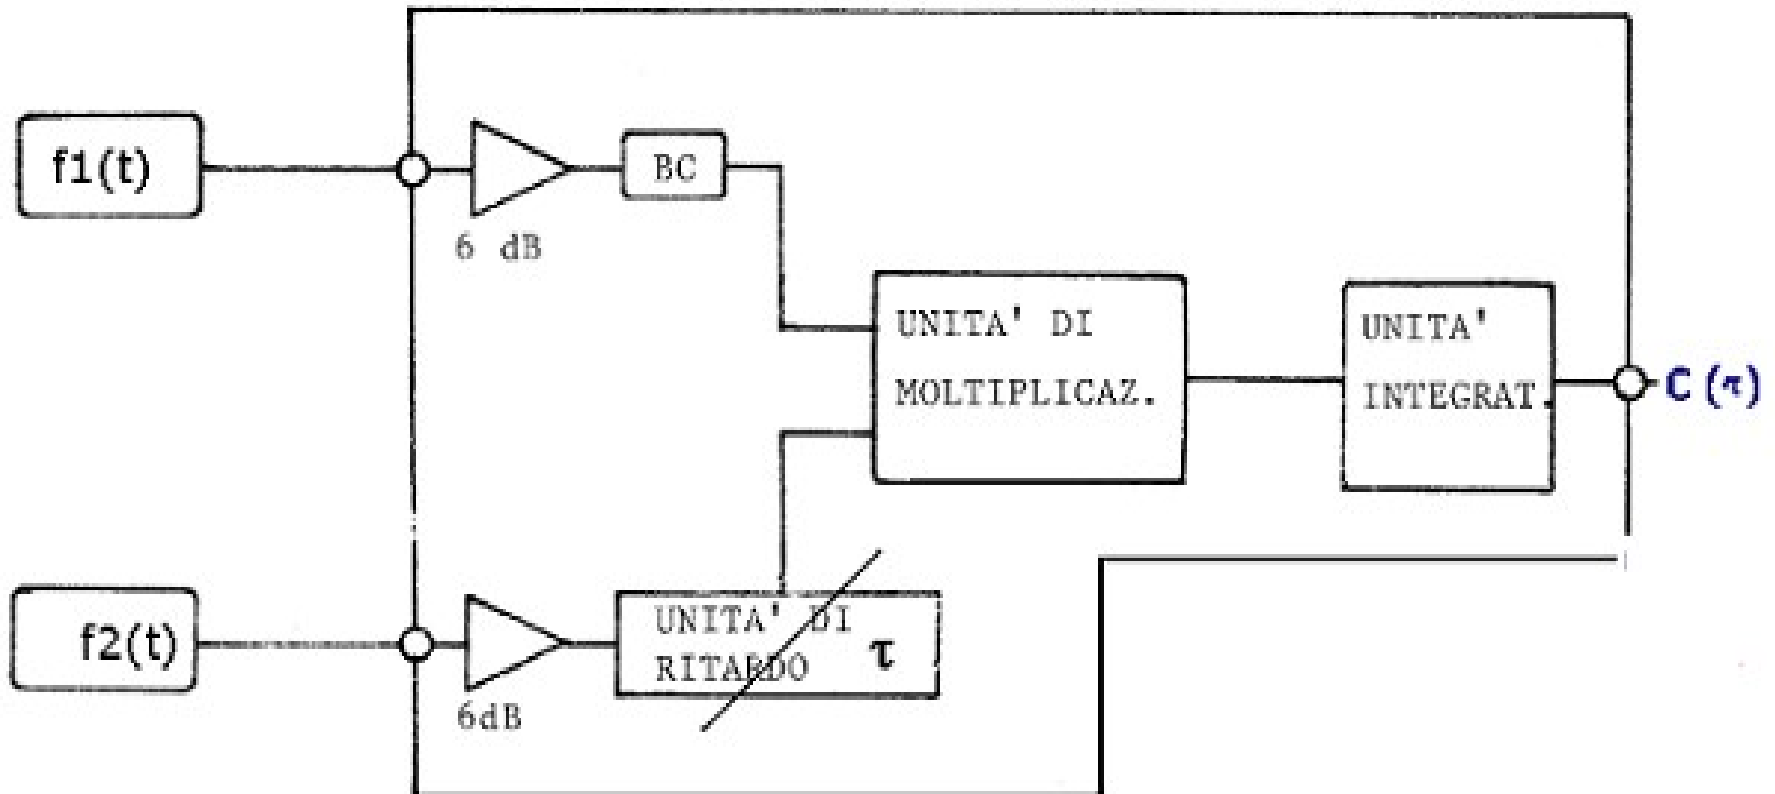 f1(t)
BC
6 dB
UNITA' DI
MOLTIPLICAZ.
UNITA'
INTEGRAT.
C (τ)
f2(t)
UNITA' DI
RITARDO τ
6dB